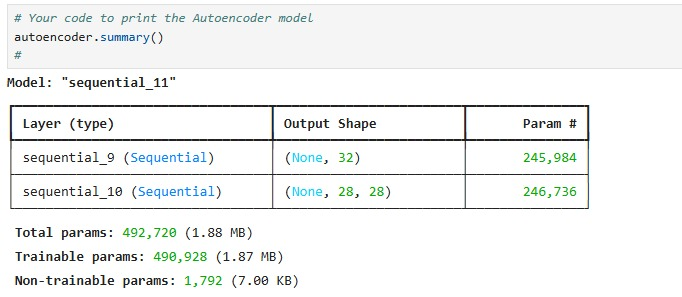 # Your code to print the Autoencoder model
autoencoder.summary()
#
Model: "sequential_11"
Layer (type) Output Shape Param #
sequential_9 (Sequential) (None, 32) 245,984
sequential_10 (Sequential) (None, 28, 28) 246,736
Total params: 492,720 (1.88 MB)
Trainable params: 490,928 (1.87 MB)
Non-trainable params: 1,792 (7.00 KB)